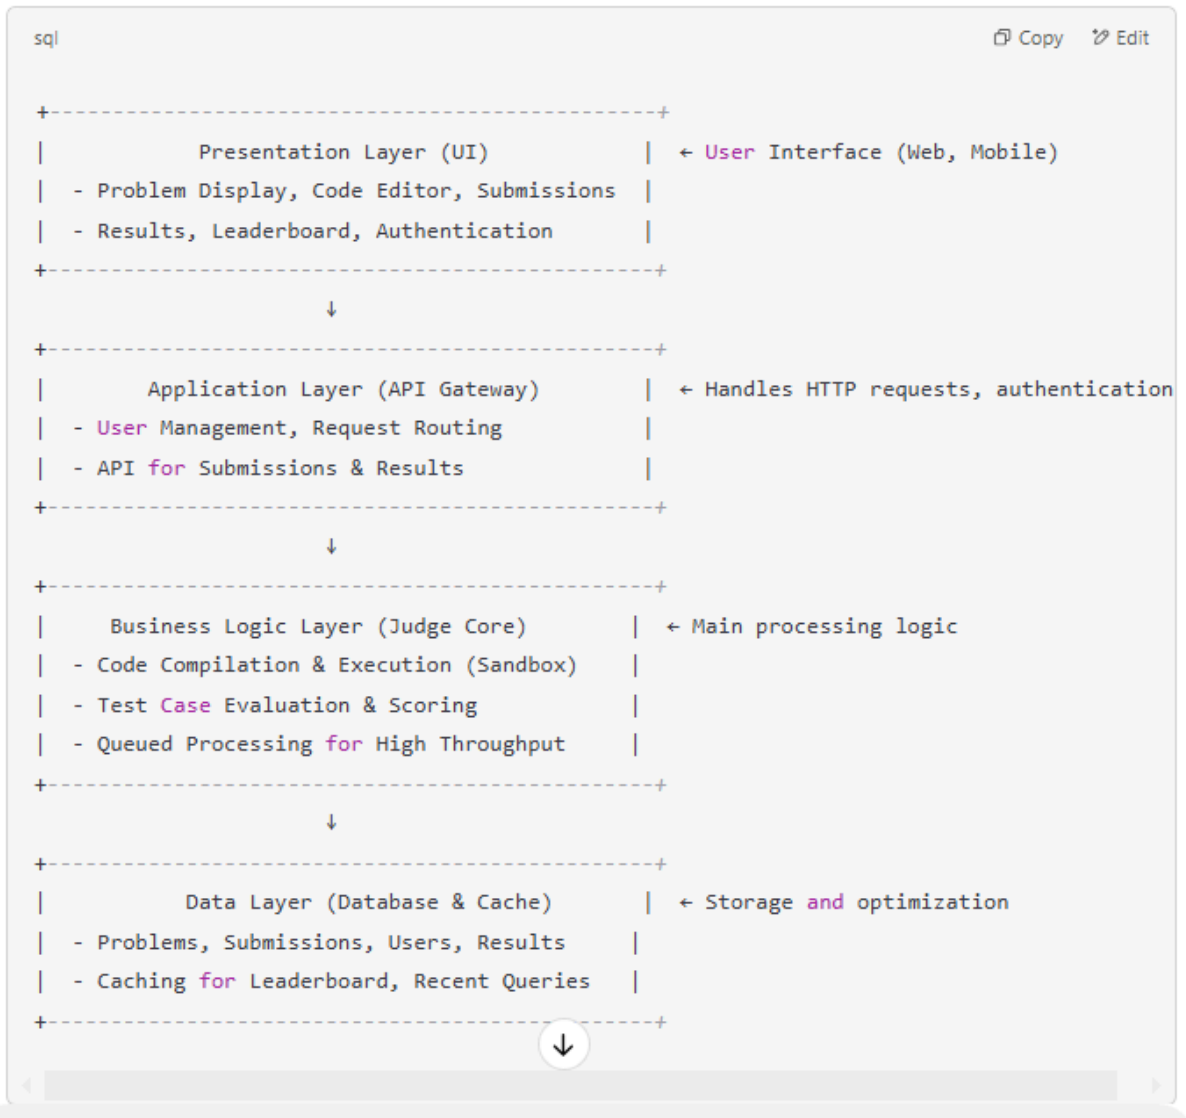 sql Copy Edit
+------------------------------------------------+
|            Presentation Layer (UI)            |  ← User Interface (Web, Mobile)
|  - Problem Display, Code Editor, Submissions  |
|  - Results, Leaderboard, Authentication       |
+------------------------------------------------+
↓
+------------------------------------------------+
|        Application Layer (API Gateway)        |  ← Handles HTTP requests, authentication
|  - User Management, Request Routing           |
|  - API for Submissions & Results              |
+------------------------------------------------+
↓
+------------------------------------------------+
|     Business Logic Layer (Judge Core)        |  ← Main processing logic
|  - Code Compilation & Execution (Sandbox)    |
|  - Test Case Evaluation & Scoring            |
|  - Queued Processing for High Throughput     |
+------------------------------------------------+
↓
+------------------------------------------------+
|           Data Layer (Database & Cache)       |  ← Storage and optimization
|  - Problems, Submissions, Users, Results     |
|  - Caching for Leaderboard, Recent Queries   |
+------------------------------------------------+